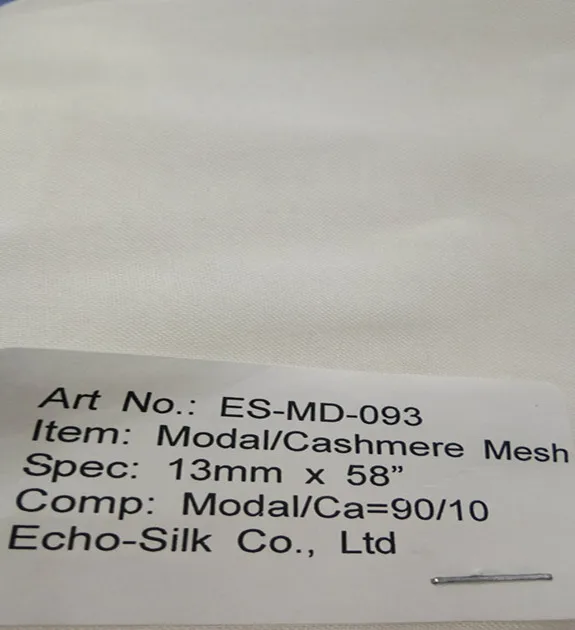 Art No.: ES-MD-093
Item: Modal/Cashmere Mesh
Spec: 13mm x 58”
Comp: Modal/Ca=90/10
Echo-Silk Co., Ltd